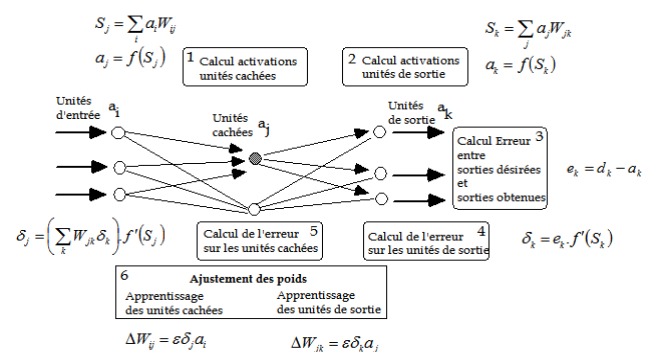 S_j = ∑_i a_i W_ij
a_j = f(S_j)
1 Calcul activations
unités cachées
2 Calcul activations
unités de sortie
S_k = ∑_j a_j W_jk
a_k = f(S_k)
Unités
d'entrée
a_i
Unités
cachées
a_j
Unités
de sortie
a_k
Calcul Erreur 3
entre
sorties désirées
et
sorties obtenues
e_k = d_k − a_k
δ_j = (∑_k W_jk δ_k).f'(S_j)
Calcul de l'erreur 5
sur les unités cachées
Calcul de l'erreur 4
sur les unités de sortie
δ_k = e_k.f'(S_k)
6 Ajustement des poids
Apprentissage
des unités cachées
Apprentissage
des unités de sortie
ΔW_ij = εδ_j a_i
ΔW_jk = εδ_k a_j